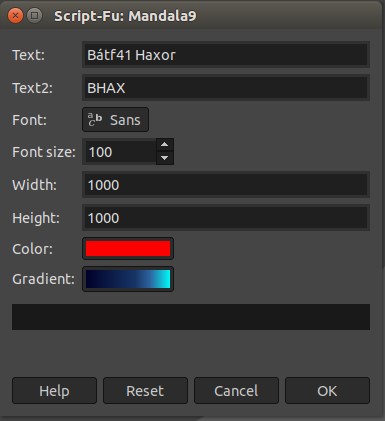 Script-Fu: Mandala9
Text: Bátf41 Haxor
Text2: BHAX
Font: Sans
Font size: 100
Width: 1000
Height: 1000
Color:
Gradient:
Help Reset Cancel OK